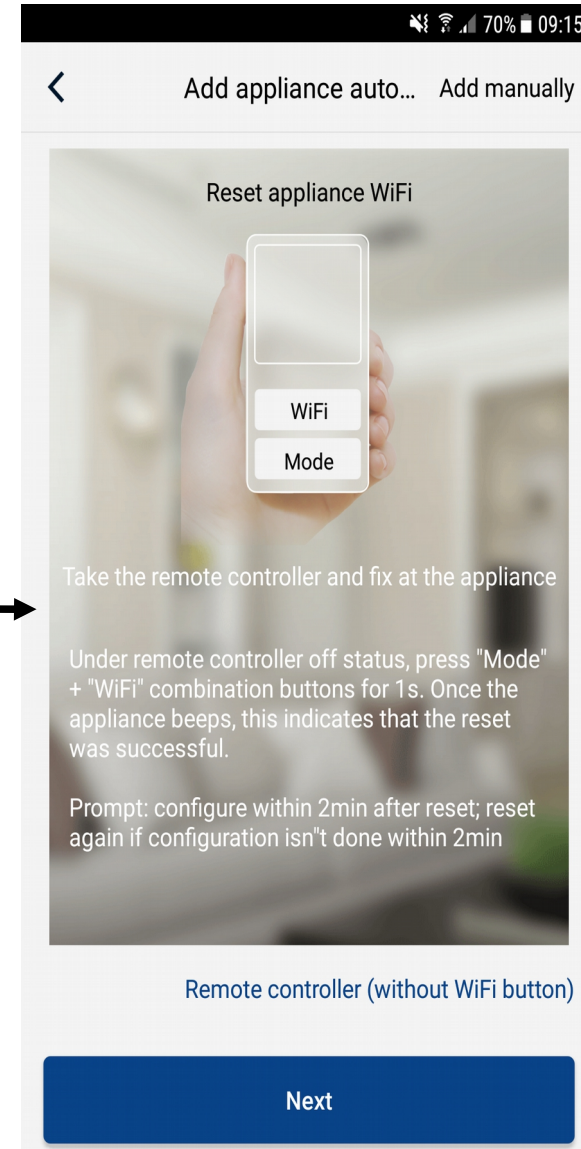 70% 09:15
Add appliance auto... Add manually
Reset appliance WiFi
WiFi
Mode
Take the remote controller and fix at the appliance
Under remote controller off status, press "Mode"
+ "WiFi" combination buttons for 1s. Once the
appliance beeps, this indicates that the reset
was successful.
Prompt: configure within 2min after reset; reset
again if configuration isn"t done within 2min
Remote controller (without WiFi button)
Next